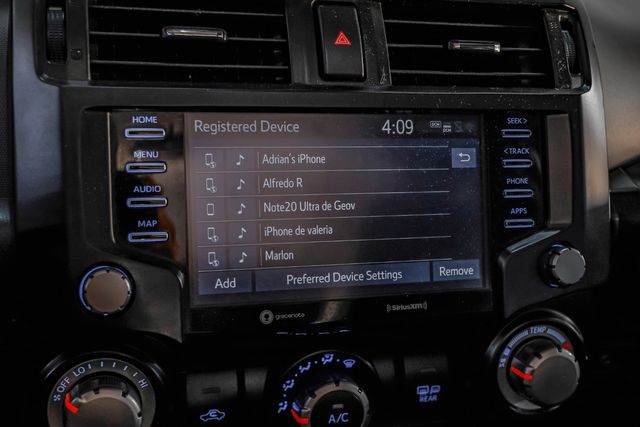 HOME
MENU
AUDIO
MAP
Registered Device 4:09
DCM
Adrian's iPhone
Alfredo R
Note20 Ultra de Geov
iPhone de valeria
Marlon
Add Preferred Device Settings Remove
SEEK >
< TRACK
PHONE
APPS
gracenote
SiriusXM
OFF LO HI
A/C
REAR
TEMP